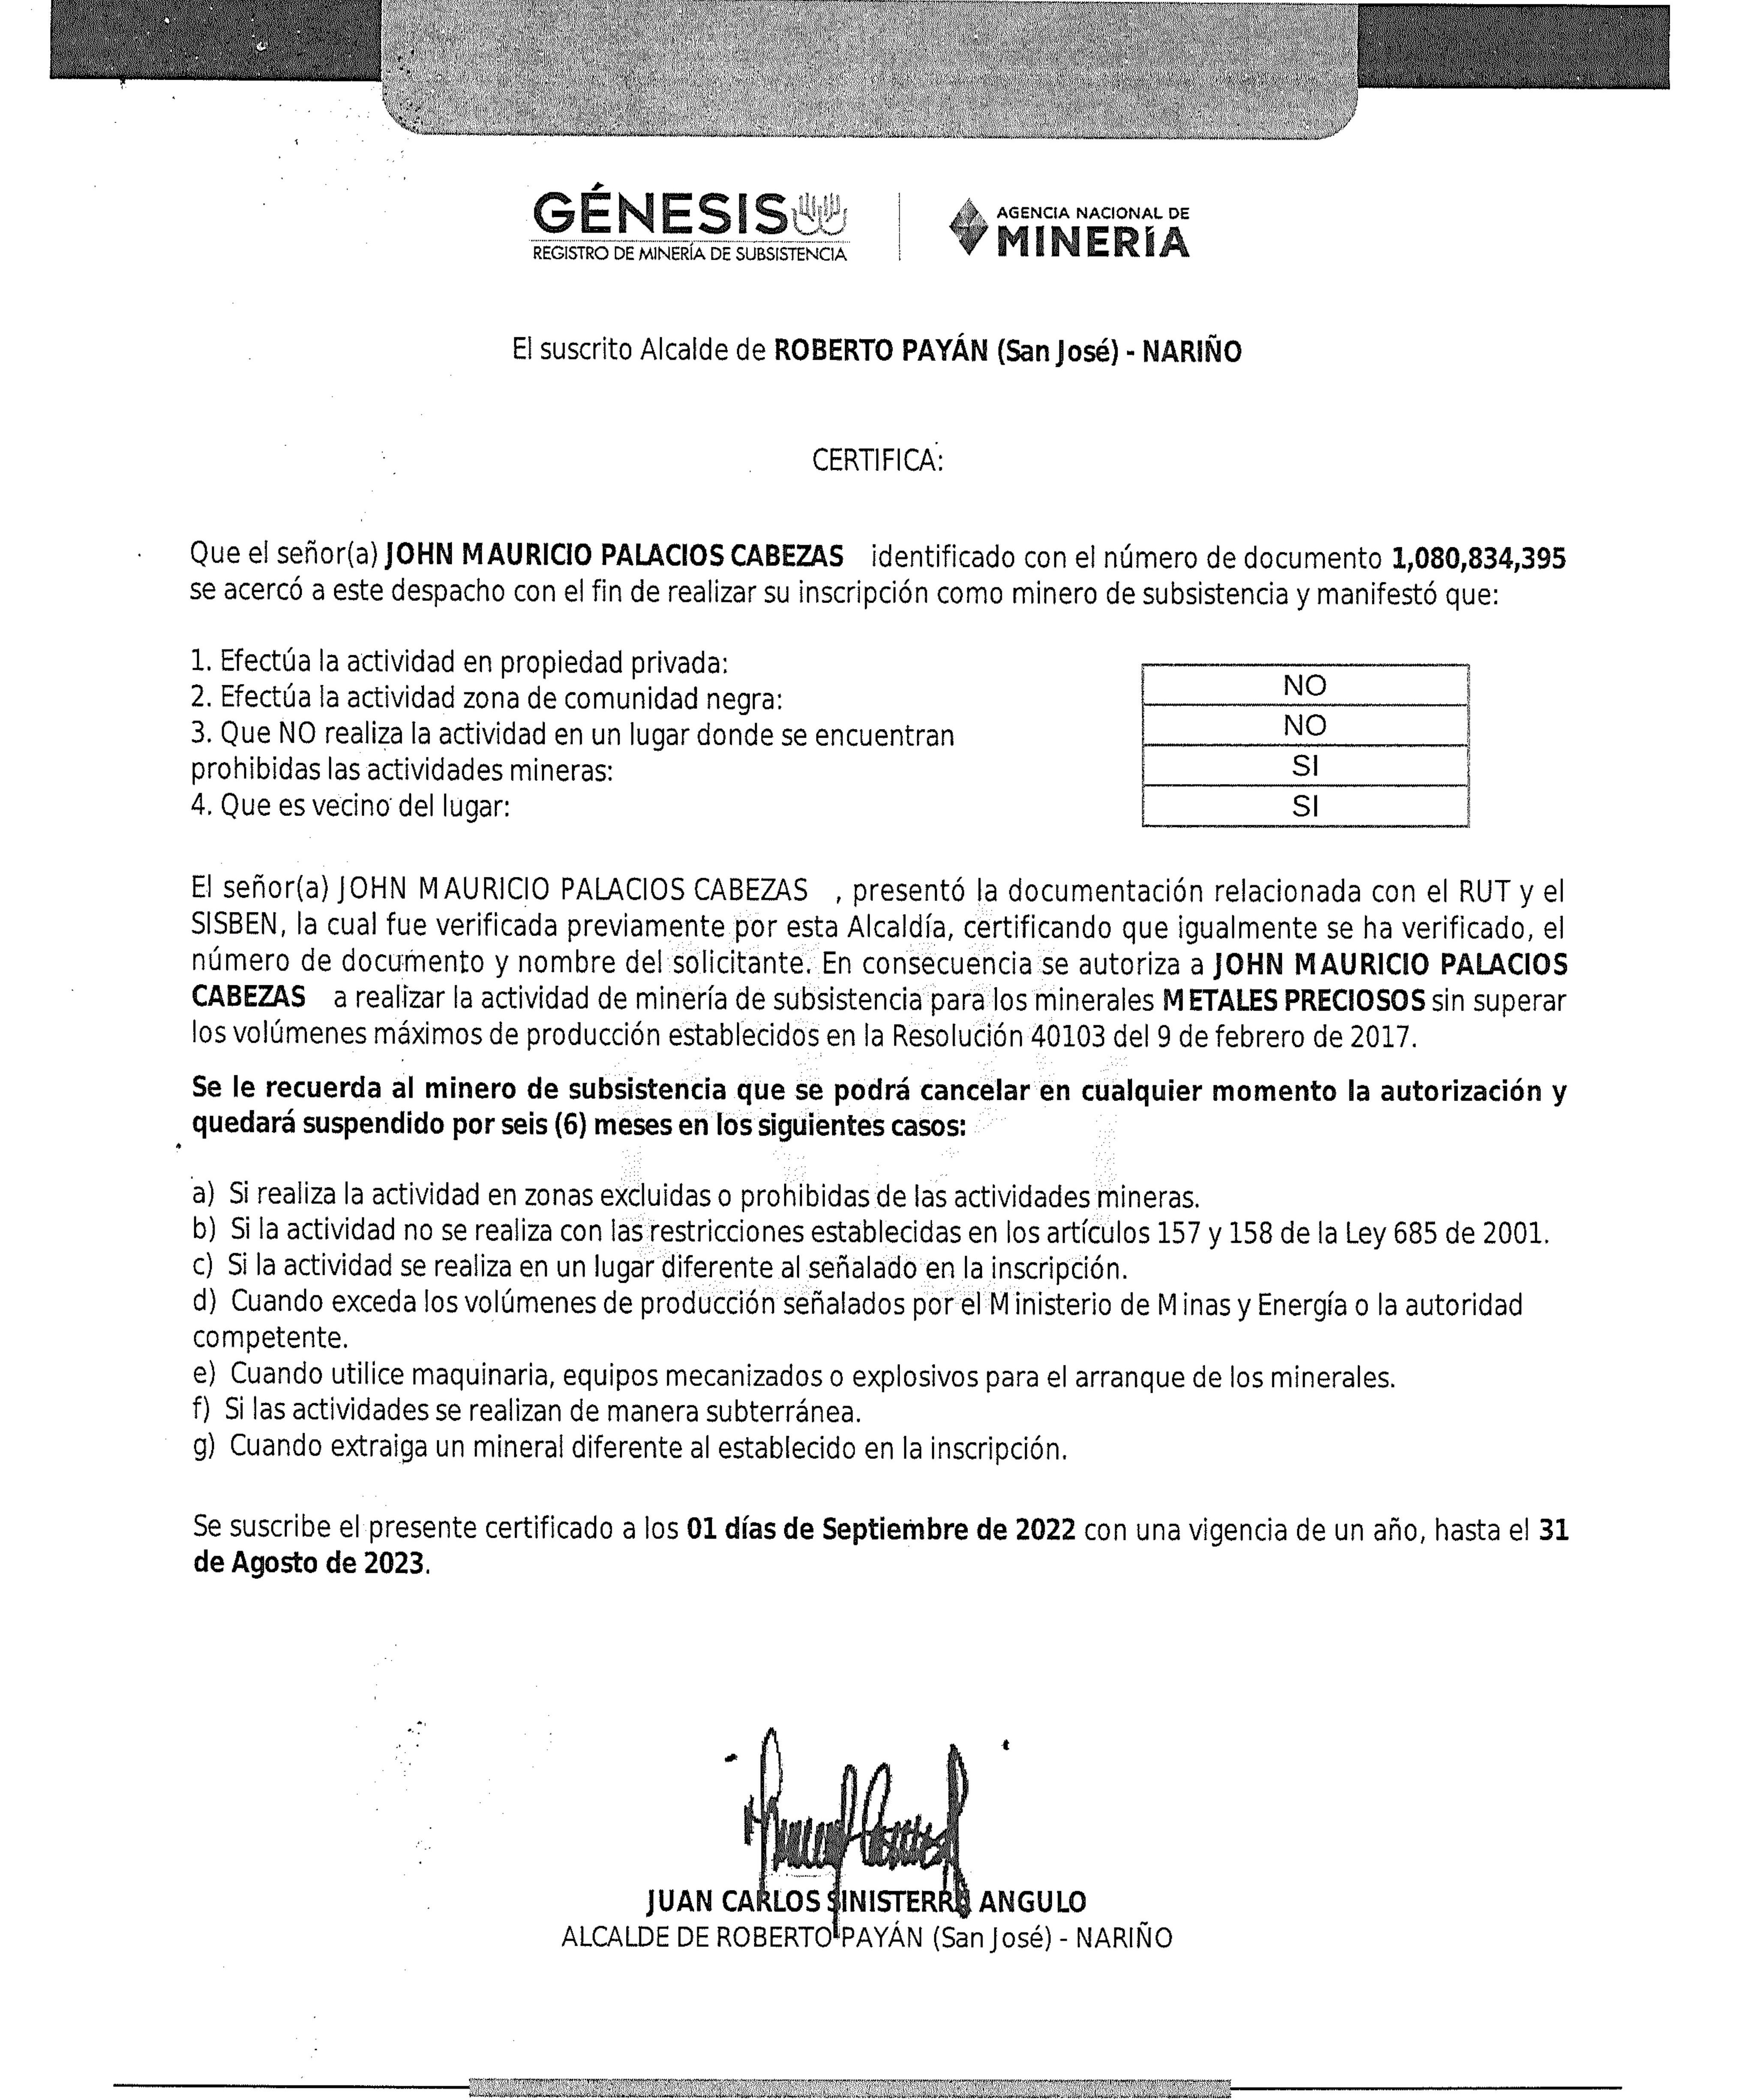 GÉNESIS
REGISTRO DE MINERÍA DE SUBSISTENCIA
AGENCIA NACIONAL DE
MINERÍA
El suscrito Alcalde de ROBERTO PAYÁN (San José) - NARIÑO
CERTIFICA:
Que el señor(a) JOHN MAURICIO PALACIOS CABEZAS identificado con el número de documento 1,080,834,395
se acercó a este despacho con el fin de realizar su inscripción como minero de subsistencia y manifestó que:
1. Efectúa la actividad en propiedad privada:
NO
2. Efectúa la actividad zona de comunidad negra:
NO
3. Que NO realiza la actividad en un lugar donde se encuentran
prohibidas las actividades mineras:
SI
4. Que es vecino del lugar:
SI
El señor(a) JOHN MAURICIO PALACIOS CABEZAS , presentó la documentación relacionada con el RUT y el
SISBEN, la cual fue verificada previamente por esta Alcaldía, certificando que igualmente se ha verificado, el
número de documento y nombre del solicitante. En consecuencia se autoriza a JOHN MAURICIO PALACIOS
CABEZAS a realizar la actividad de minería de subsistencia para los minerales METALES PRECIOSOS sin superar
los volúmenes máximos de producción establecidos en la Resolución 40103 del 9 de febrero de 2017.
Se le recuerda al minero de subsistencia que se podrá cancelar en cualquier momento la autorización y
quedará suspendido por seis (6) meses en los siguientes casos:
a) Si realiza la actividad en zonas excluidas o prohibidas de las actividades mineras.
b) Si la actividad no se realiza con las restricciones establecidas en los artículos 157 y 158 de la Ley 685 de 2001.
c) Si la actividad se realiza en un lugar diferente al señalado en la inscripción.
d) Cuando exceda los volúmenes de producción señalados por el Ministerio de Minas y Energía o la autoridad
competente.
e) Cuando utilice maquinaria, equipos mecanizados o explosivos para el arranque de los minerales.
f) Si las actividades se realizan de manera subterránea.
g) Cuando extraiga un mineral diferente al establecido en la inscripción.
Se suscribe el presente certificado a los 01 días de Septiembre de 2022 con una vigencia de un año, hasta el 31
de Agosto de 2023.
JUAN CARLOS SINISTERRA ANGULO
ALCALDE DE ROBERTO PAYÁN (San José) - NARIÑO